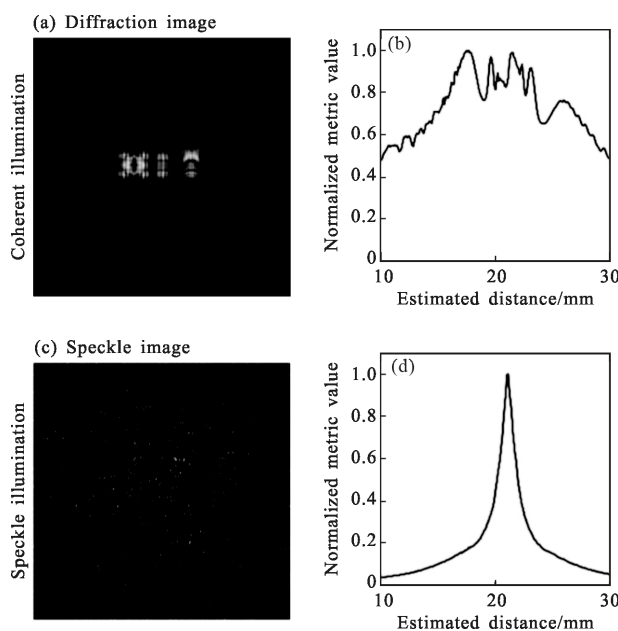 (a) Diffraction image
Coherent illumination
(b)
Normalized metric value
1.0
0.8
0.6
0.4
0.2
0
10 20 30
Estimated distance/mm
(c) Speckle image
Speckle illumination
(d)
Normalized metric value
1.0
0.8
0.6
0.4
0.2
0
10 20 30
Estimated distance/mm